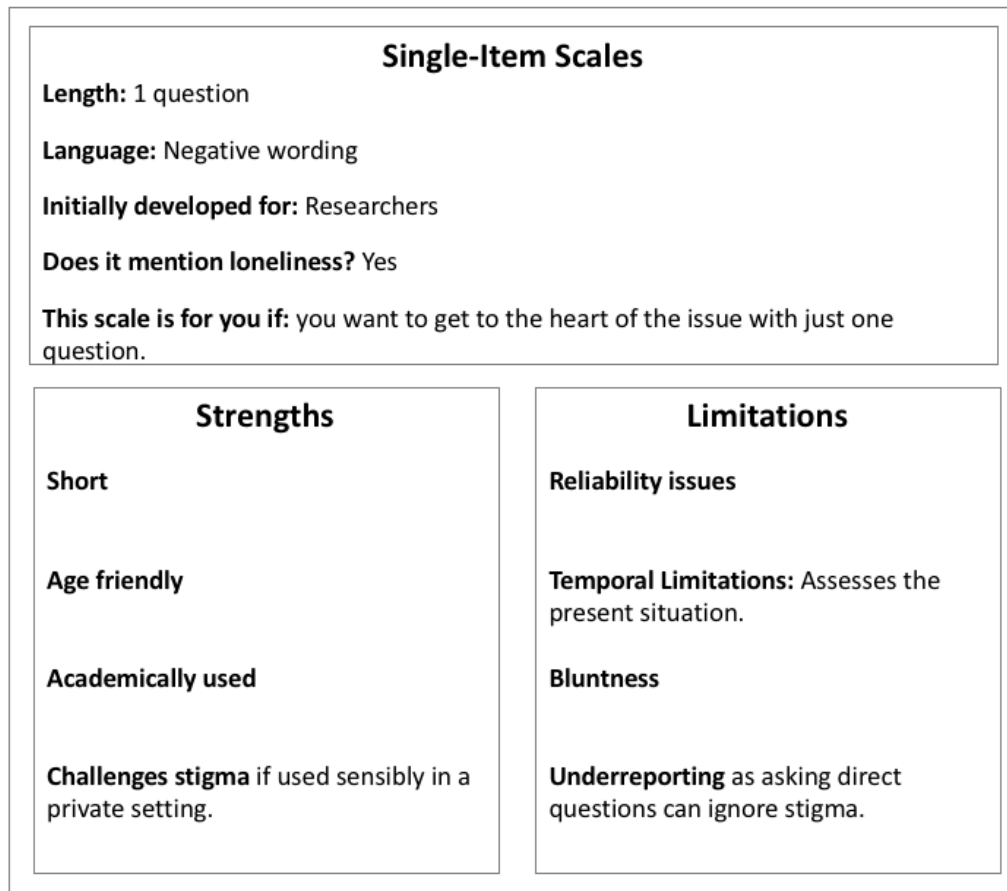 Single-Item Scales
Length: 1 question
Language: Negative wording
Initially developed for: Researchers
Does it mention loneliness? Yes
This scale is for you if: you want to get to the heart of the issue with just one
question.
Strengths
Short
Age friendly
Academically used
Challenges stigma if used sensibly in a
private setting.
Limitations
Reliability issues
Temporal Limitations: Assesses the
present situation.
Bluntness
Underreporting as asking direct
questions can ignore stigma.